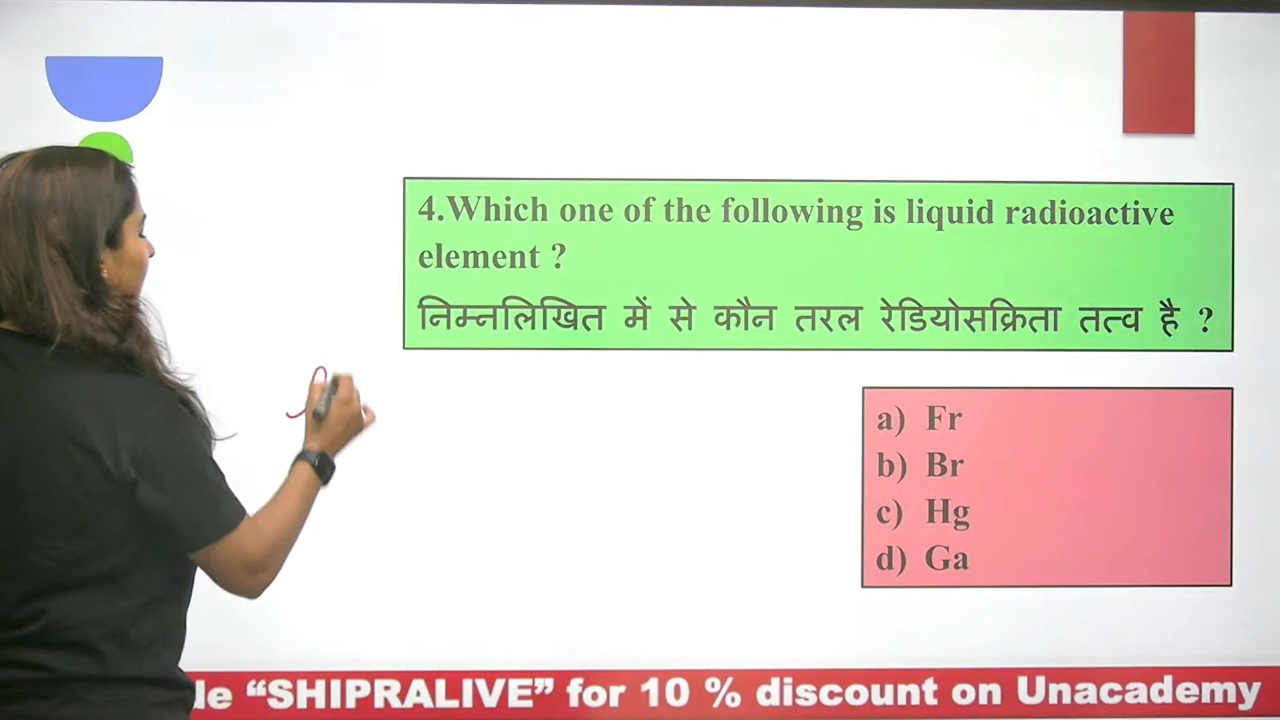 4.Which one of the following is liquid radioactive
element ?
निम्नलिखित में से कौन तरल रेडियोसक्रिता तत्व है ?
a) Fr
b) Br
c) Hg
d) Ga
“SHIPRALIVE” for 10 % discount on Unacademy